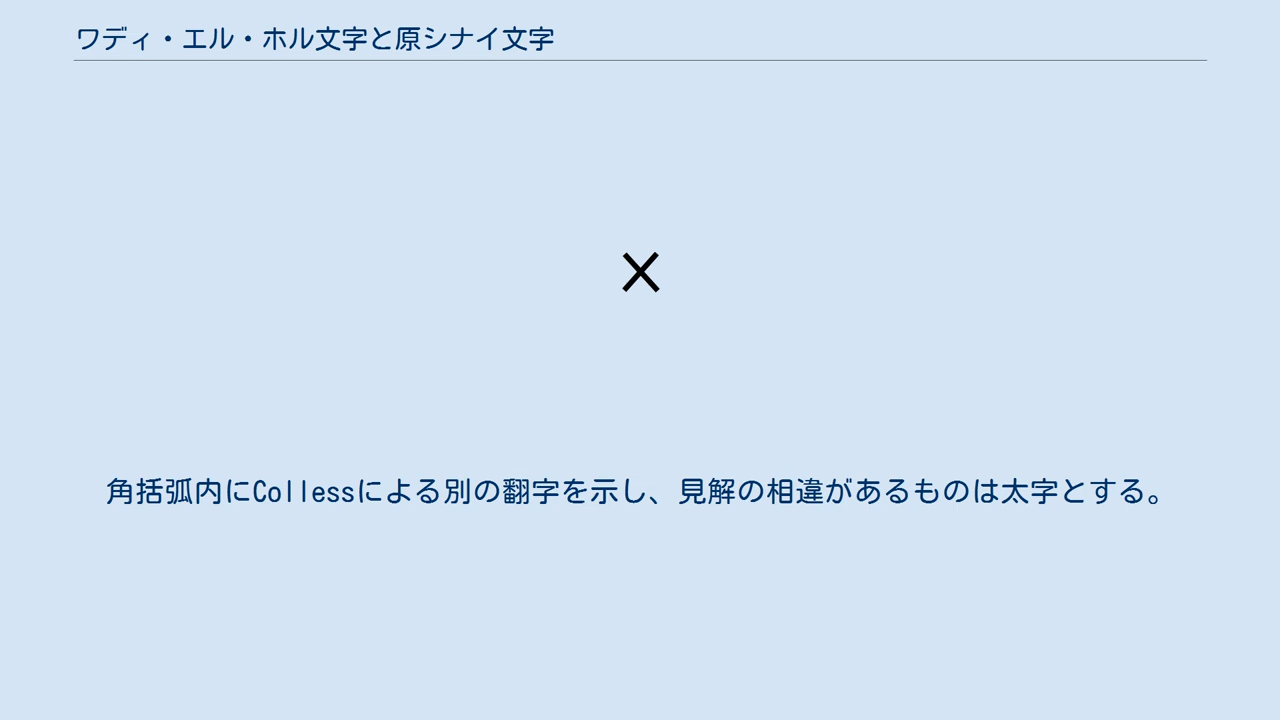 ワディ・エル・ホル文字と原シナイ文字
×
角括弧内にCollessによる別の翻字を示し、見解の相違があるものは太字とする。